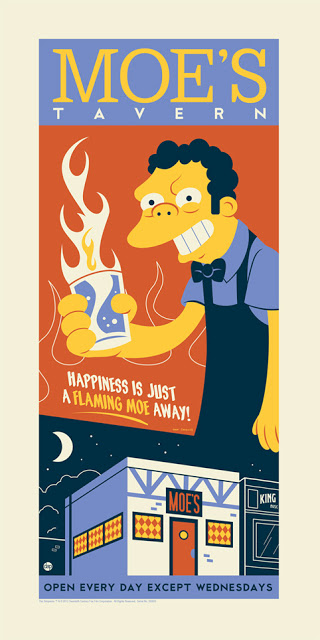 MOE'S
TAVERN
HAPPINESS IS JUST
A FLAMING MOE AWAY!
MOE'S
KING
OPEN EVERY DAY EXCEPT WEDNESDAYS